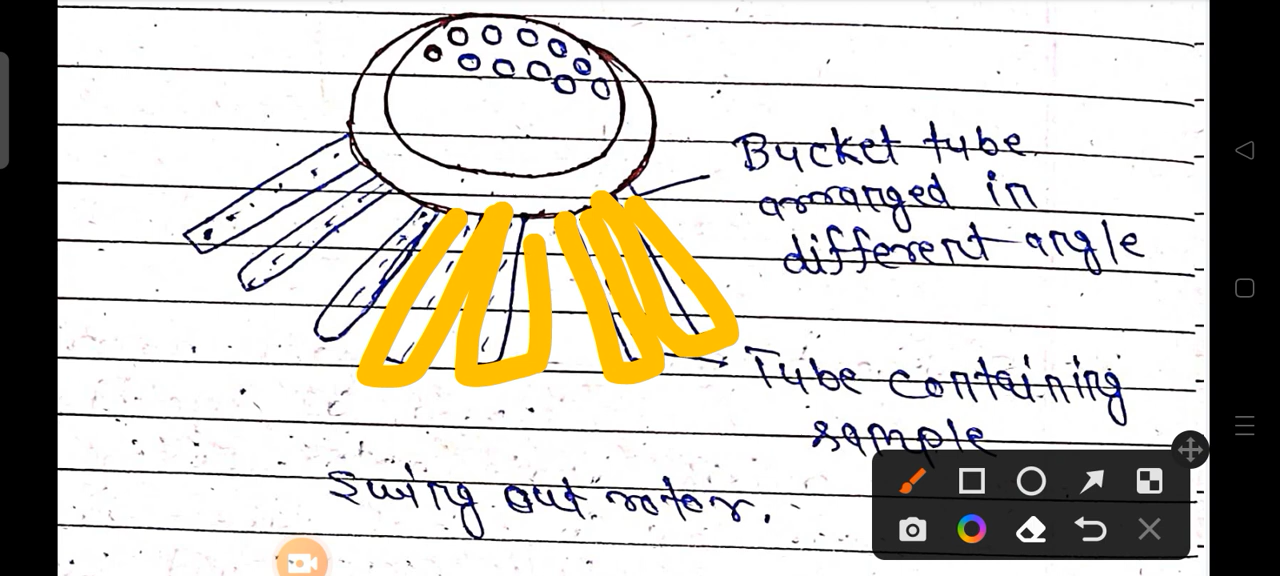 Bucket tube
arranged in
different angle
Tube containing
sample
Swing out rotor.